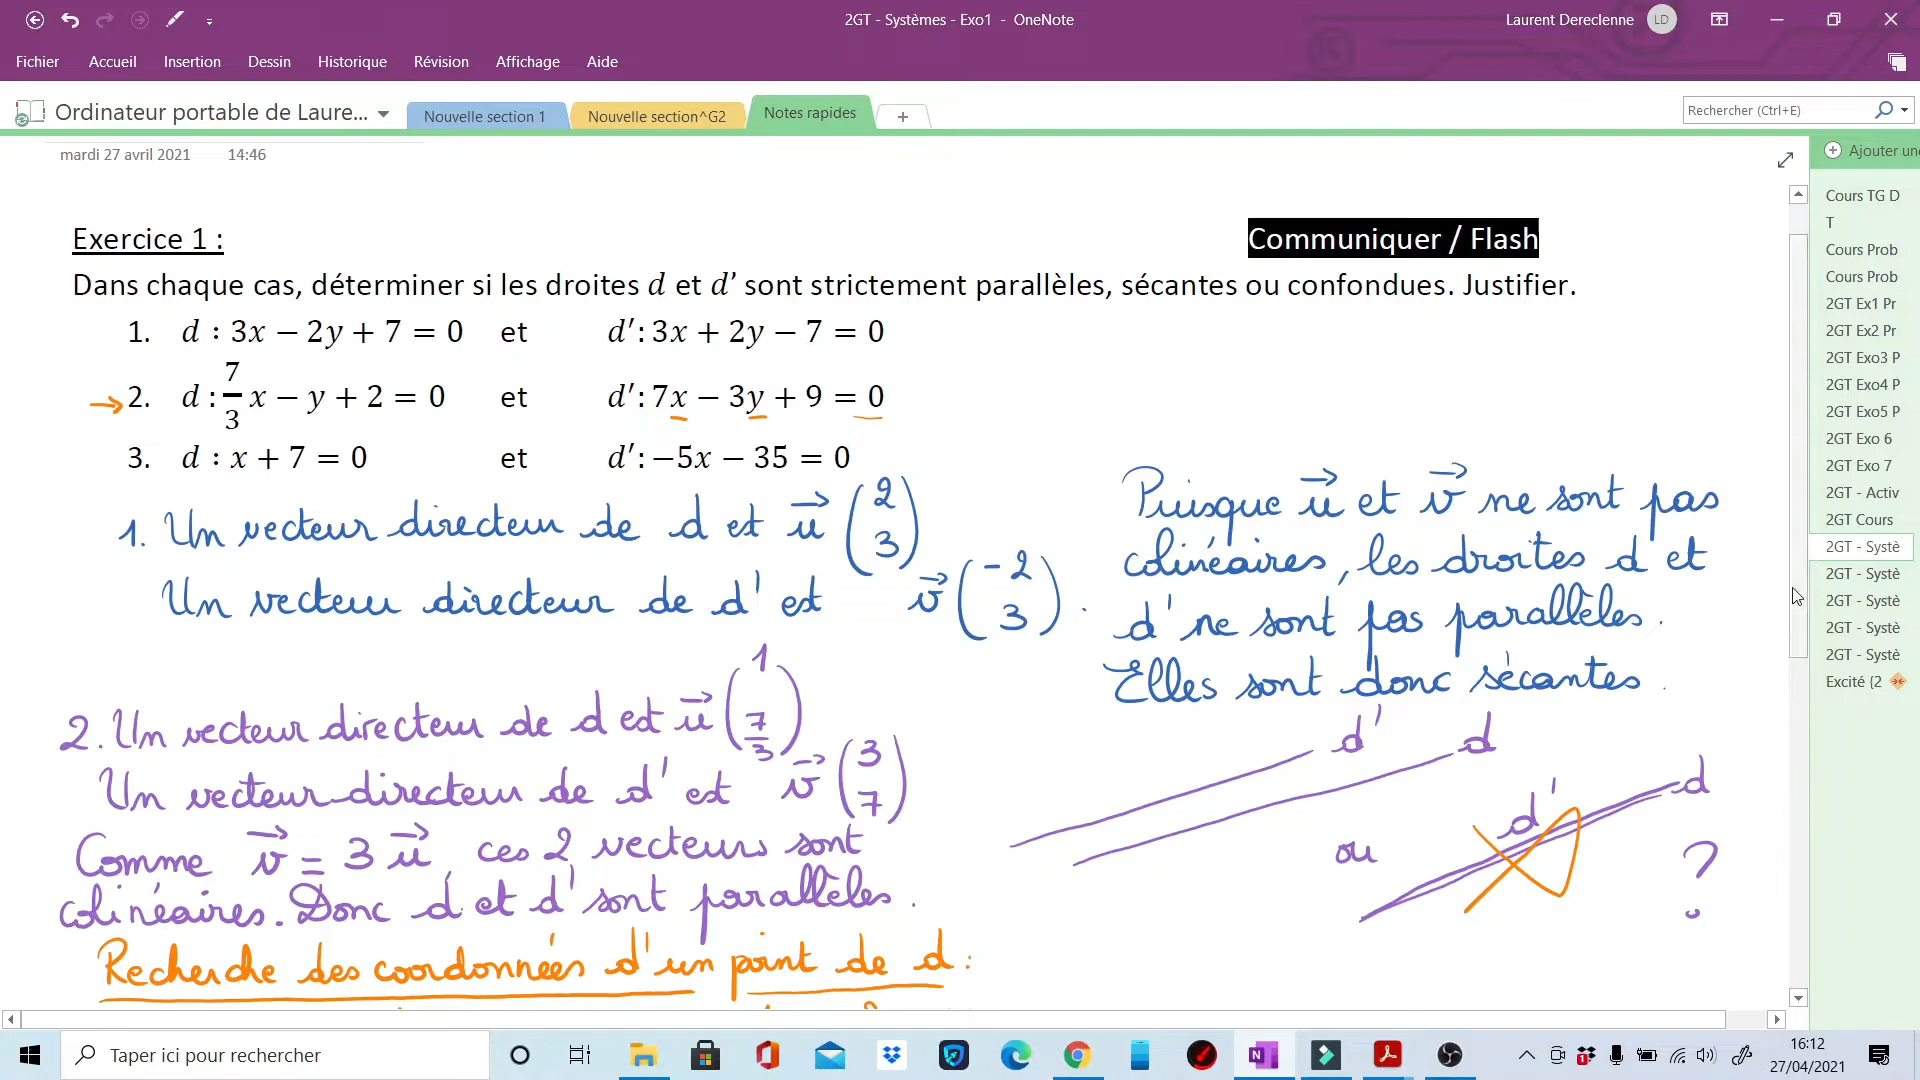 2GT - Systèmes - Exo1 - OneNote
Laurent Dereclenne
LD
Fichier
Accueil
Insertion
Dessin
Historique
Révision
Affichage
Aide
Ordinateur portable de Laure...
Nouvelle section 1
Nouvelle section^G2
Notes rapides
+
Rechercher (Ctrl+E)
mardi 27 avril 2021 14:46
Ajouter une
Exercice 1 :
Communiquer / Flash
Dans chaque cas, déterminer si les droites d et d’ sont strictement parallèles, sécantes ou confondues. Justifier.
1. d : 3x − 2y + 7 = 0 et d′: 3x + 2y − 7 = 0
→ 2. d : 7/3 x − y + 2 = 0 et d′: 7x − 3y + 9 = 0
3. d : x + 7 = 0 et d′: −5x − 35 = 0
1. Un vecteur directeur de d est u⃗ (2 3)
Un vecteur directeur de d' est v⃗ (-2 3).
Puisque u⃗ et v⃗ ne sont pas
colinéaires, les droites d et
d' ne sont pas parallèles.
Elles sont donc sécantes.
2. Un vecteur directeur de d est u⃗ (1 7/3)
Un vecteur directeur de d' est v⃗ (3 7)
Comme v⃗ = 3 u⃗, ces 2 vecteurs sont
colinéaires. Donc d et d' sont parallèles.
d' d
ou
d' d
?
Recherche des coordonnées d'un point de d :
Cours TG D
T
Cours Prob
Cours Prob
2GT Ex1 Pr
2GT Ex2 Pr
2GT Exo3 P
2GT Exo4 P
2GT Exo5 P
2GT Exo 6
2GT Exo 7
2GT - Activ
2GT Cours
2GT - Systè
2GT - Systè
2GT - Systè
2GT - Systè
2GT - Systè
Excité {2
Taper ici pour rechercher
16:12
27/04/2021